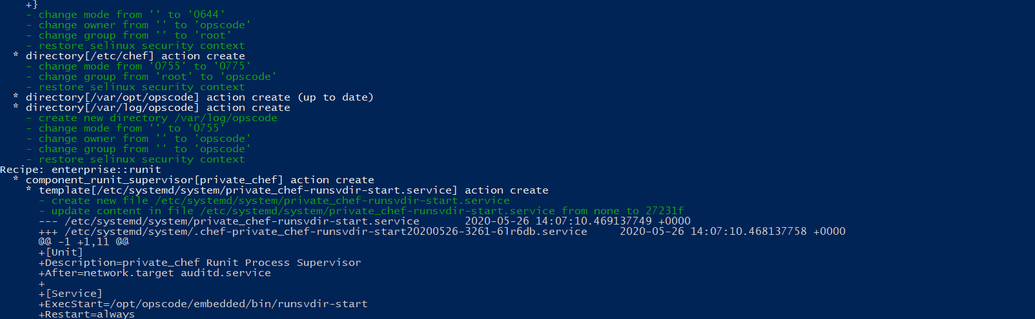 +}
- change mode from '' to '0644'
- change owner from '' to 'opscode'
- change group from '' to 'root'
- restore selinux security context
* directory[/etc/chef] action create
- change mode from '0755' to '0775'
- change group from 'root' to 'opscode'
- restore selinux security context
* directory[/var/opt/opscode] action create (up to date)
* directory[/var/log/opscode] action create
- create new directory /var/log/opscode
- change mode from '' to '0755'
- change owner from '' to 'opscode'
- change group from '' to 'opscode'
- restore selinux security context
Recipe: enterprise::runit
* component_runit_supervisor[private_chef] action create
* template[/etc/systemd/system/private_chef-runsvdir-start.service] action create
- create new file /etc/systemd/system/private_chef-runsvdir-start.service
- update content in file /etc/systemd/system/private_chef-runsvdir-start.service from none to 27231f
--- /etc/systemd/system/private_chef-runsvdir-start.service 2020-05-26 14:07:10.469137749 +0000
+++ /etc/systemd/system/.chef-private_chef-runsvdir-start20200526-3261-61r6db.service 2020-05-26 14:07:10.468137758 +0000
@@ -1 +1,11 @@
+[Unit]
+Description=private_chef Runit Process Supervisor
+After=network.target auditd.service
+
+[Service]
+ExecStart=/opt/opscode/embedded/bin/runsvdir-start
+Restart=always